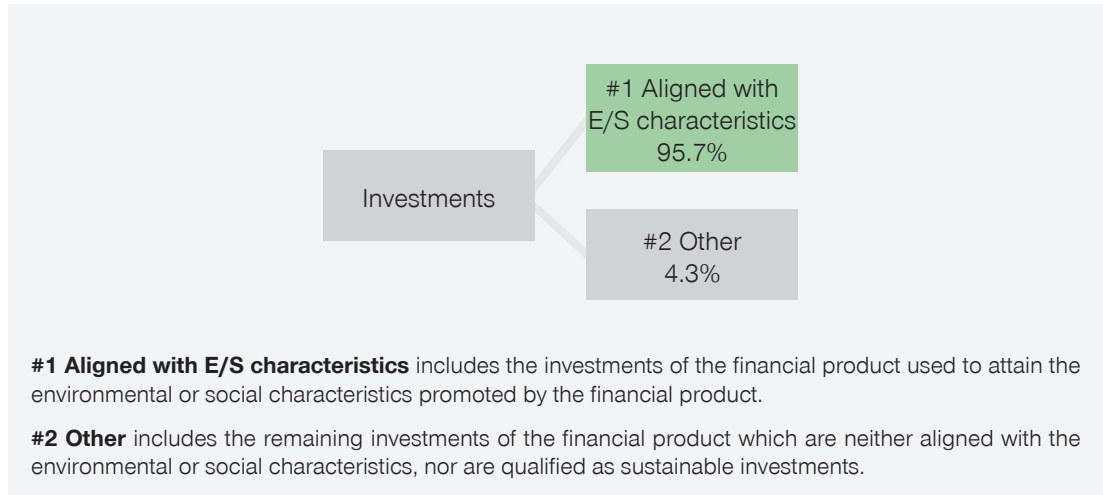 #1 Aligned with
E/S characteristics
95.7%
Investments
#2 Other
4.3%
#1 Aligned with E/S characteristics includes the investments of the financial product used to attain the
environmental or social characteristics promoted by the financial product.
#2 Other includes the remaining investments of the financial product which are neither aligned with the
environmental or social characteristics, nor are qualified as sustainable investments.